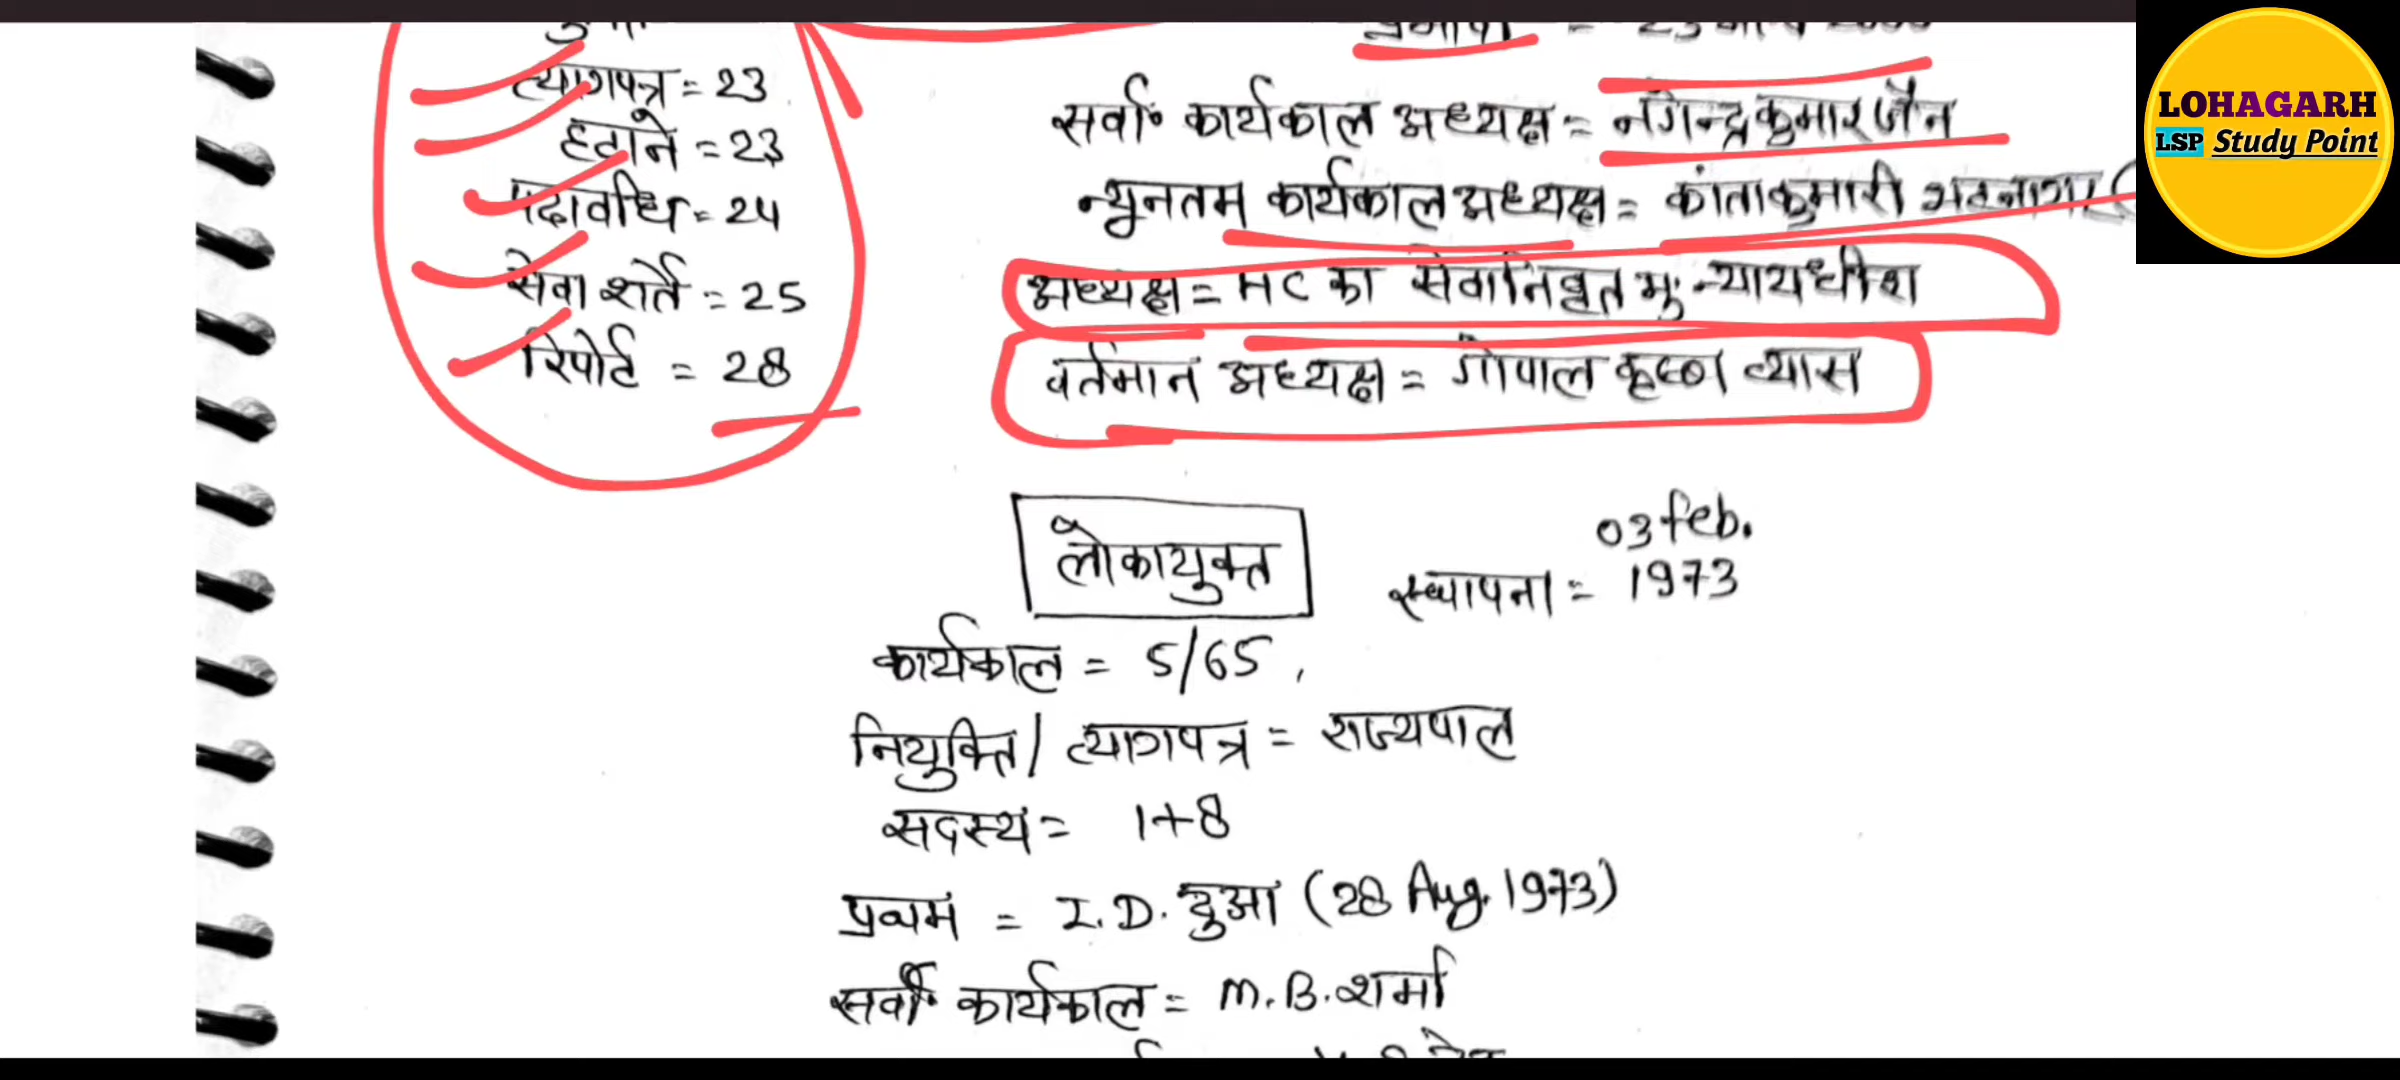 त्यागपत्र = 23
हटाने = 23
पदावधि = 24
सेवा शर्ते = 25
रिपोर्ट = 28
सर्वा॰ कार्यकाल अध्यक्ष = नगेन्द्र कुमार जैन
न्यूनतम कार्यकाल अध्यक्ष = कांता कुमारी भटनागर
अध्यक्ष = HC का सेवानिवृत मु॰ न्यायधीश
वर्तमान अध्यक्ष = गोपाल कृष्ण व्यास
LOHAGARH
LSP Study Point
लोकायुक्त
03 feb.
स्थापना = 1973
कार्यकाल = 5/65,
नियुक्ति / त्यागपत्र = राज्यपाल
सदस्य = 1+8
प्रथम = I. D. दुआ (28 Aug. 1973)
सर्वा॰ कार्यकाल = M. B. शर्मा